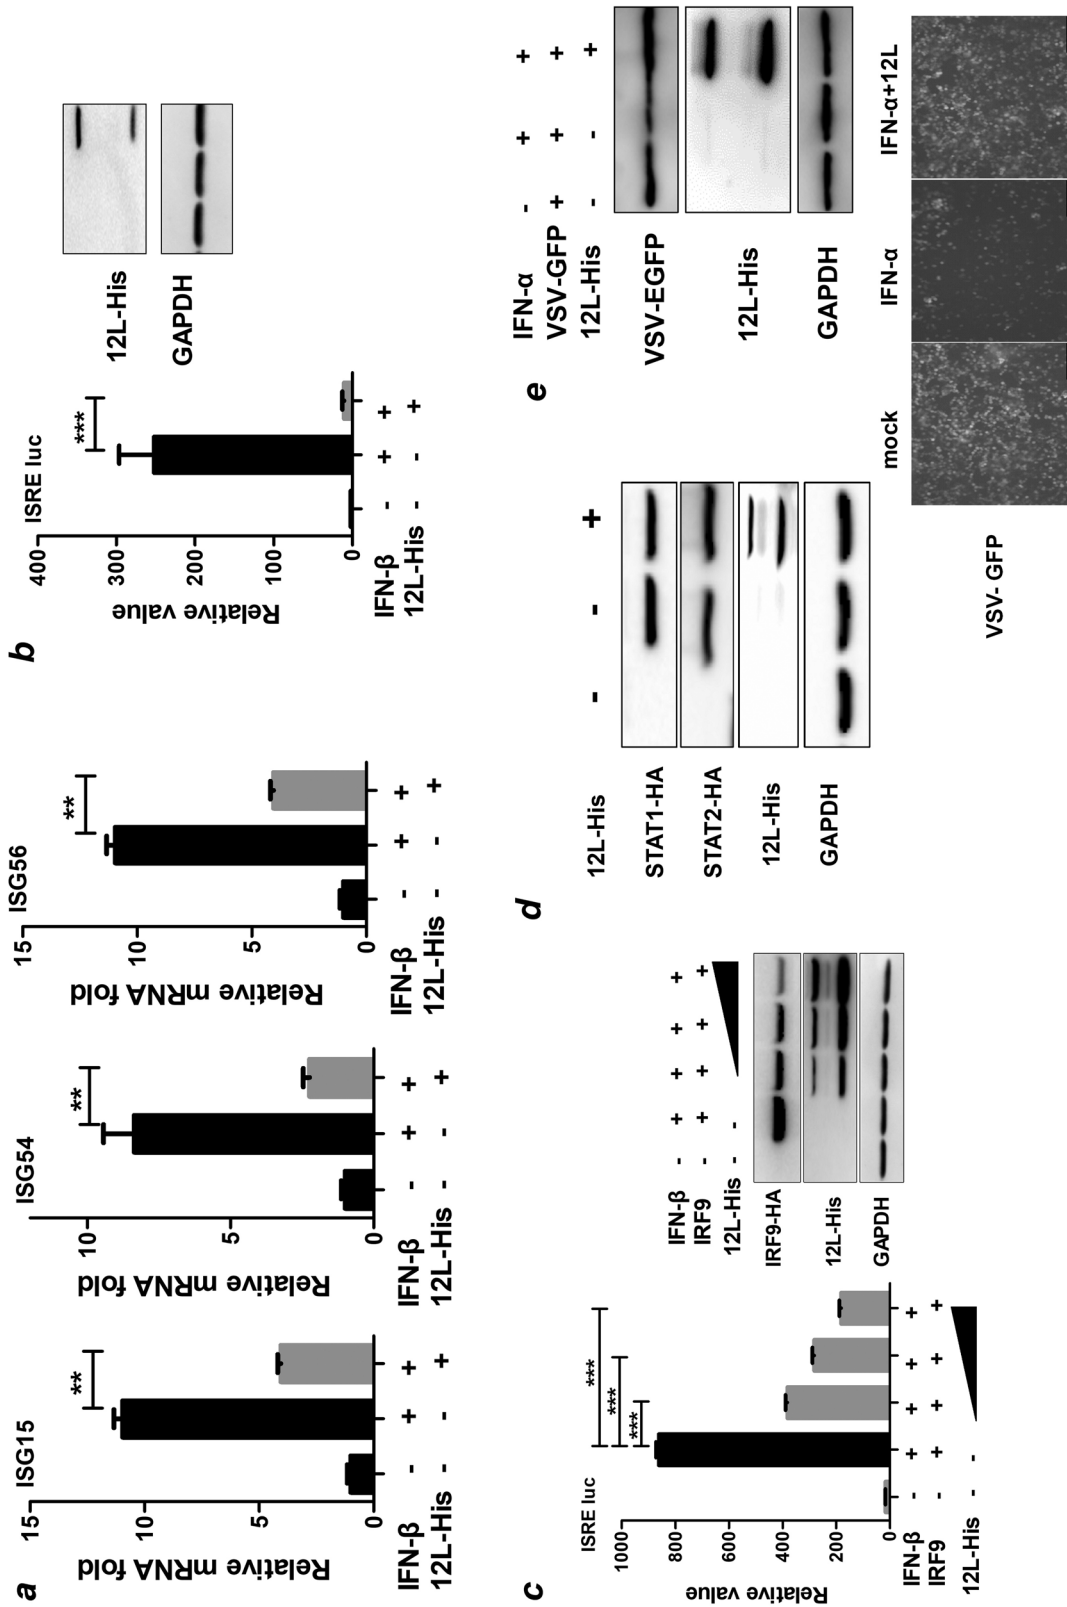 a
ISG15
Relative mRNA fold
15
10
5
0
**
IFN-β - + +
12L-His - - +
ISG54
Relative mRNA fold
10
5
0
**
IFN-β - + +
12L-His - - +
ISG56
Relative mRNA fold
15
10
5
0
**
IFN-β - + +
12L-His - - +
b
ISRE luc
Relative value
400
300
200
100
0
***
IFN-β - + +
12L-His - - +
12L-His
GAPDH
c
ISRE luc
Relative value
1000
800
600
400
200
0
***
***
***
IFN-β - + + + +
IRF9 - + + + +
12L-His - -
IFN-β - + + + +
IRF9 - + + + +
12L-His - -
IRF9-HA
12L-His
GAPDH
d
12L-His - - +
STAT1-HA
STAT2-HA
12L-His
GAPDH
e
IFN-α - + +
VSV-GFP + + +
12L-His - - +
VSV-EGFP
12L-His
GAPDH
mock IFN-α IFN-α+12L
VSV- GFP